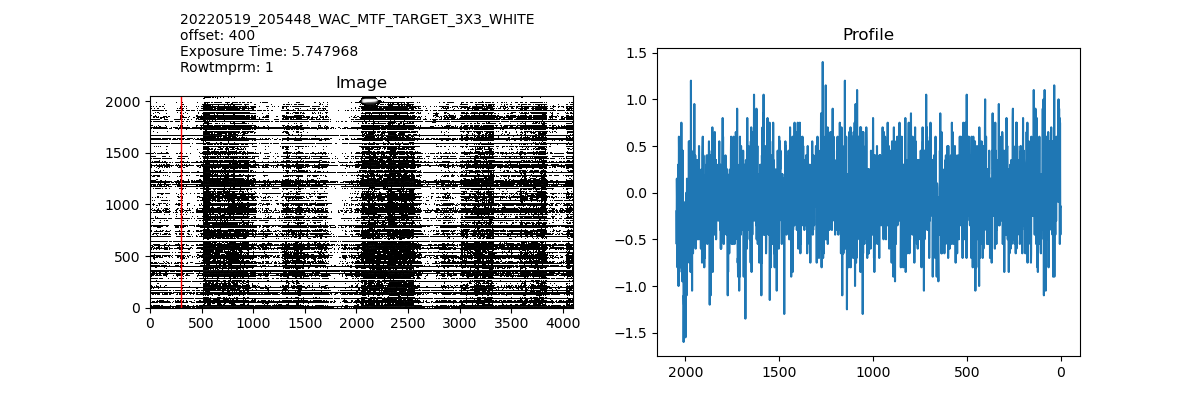 20220519_205448_WAC_MTF_TARGET_3X3_WHITE
offset: 400
Exposure Time: 5.747968
Rowtmprm: 1
Image
2000
1500
1000
500
0
0 500 1000 1500 2000 2500 3000 3500 4000
Profile
1.5
1.0
0.5
0.0
−0.5
−1.0
−1.5
2000 1500 1000 500 0